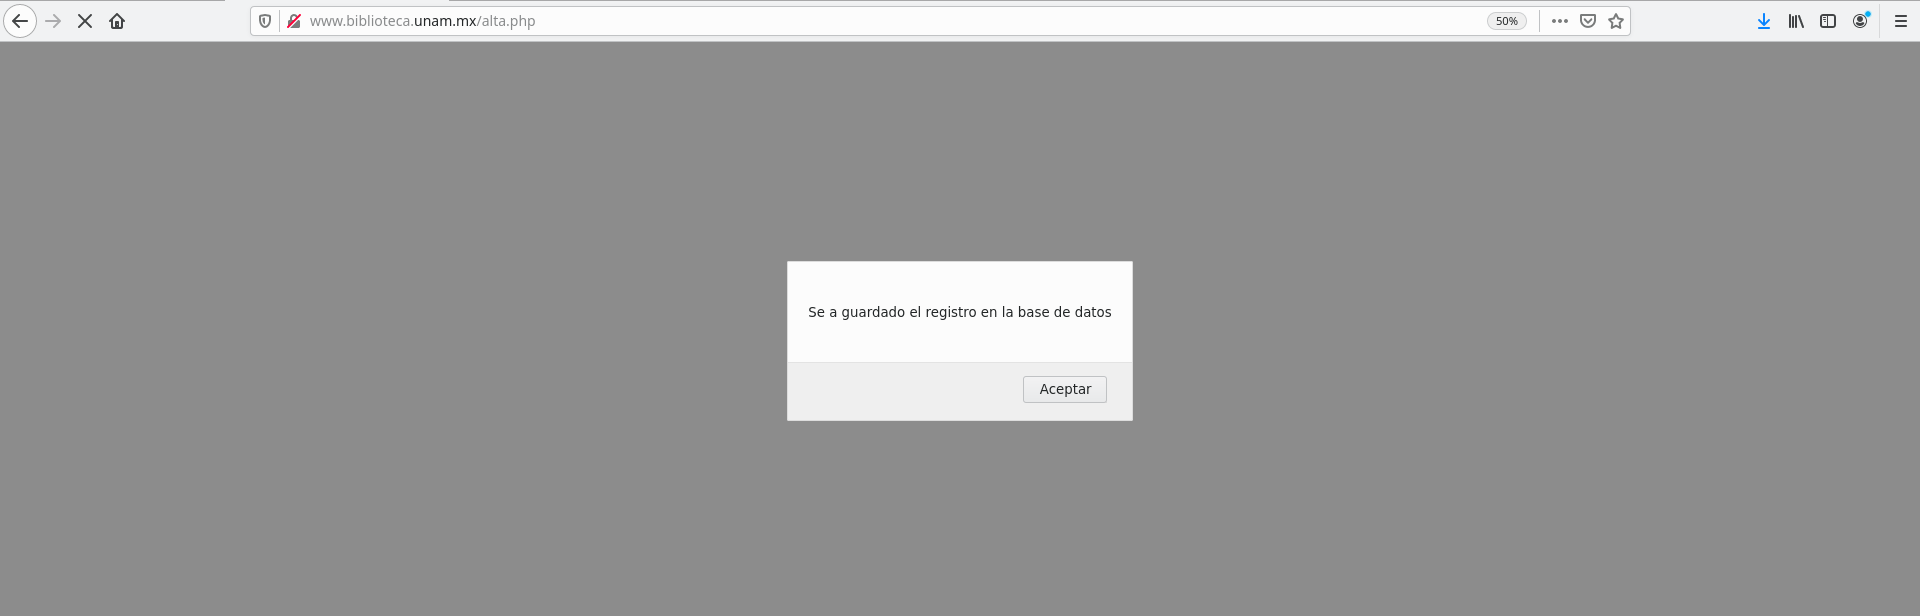 www.biblioteca.unam.mx/alta.php
50%
Se a guardado el registro en la base de datos
Aceptar